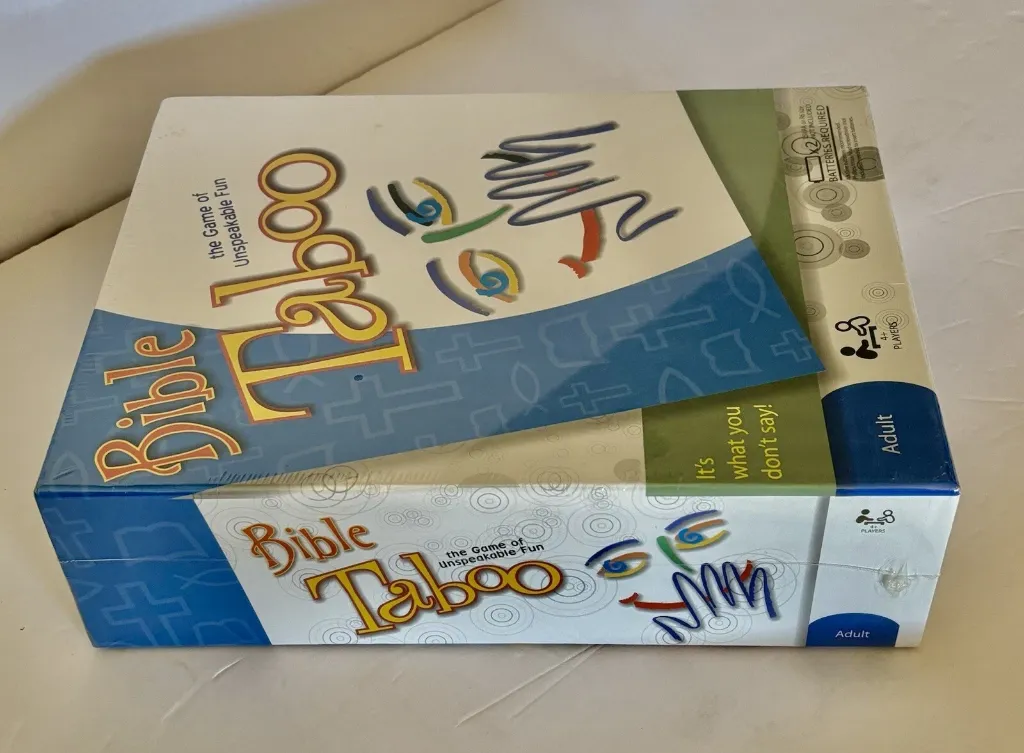 Bible
Taboo
the Game of
Unspeakable Fun
It's
what you
don't say!
x2
BATTERIES REQUIRED
4+
PLAYERS
Adult
Bible
Taboo
the Game of
Unspeakable Fun
4+
PLAYERS
Adult